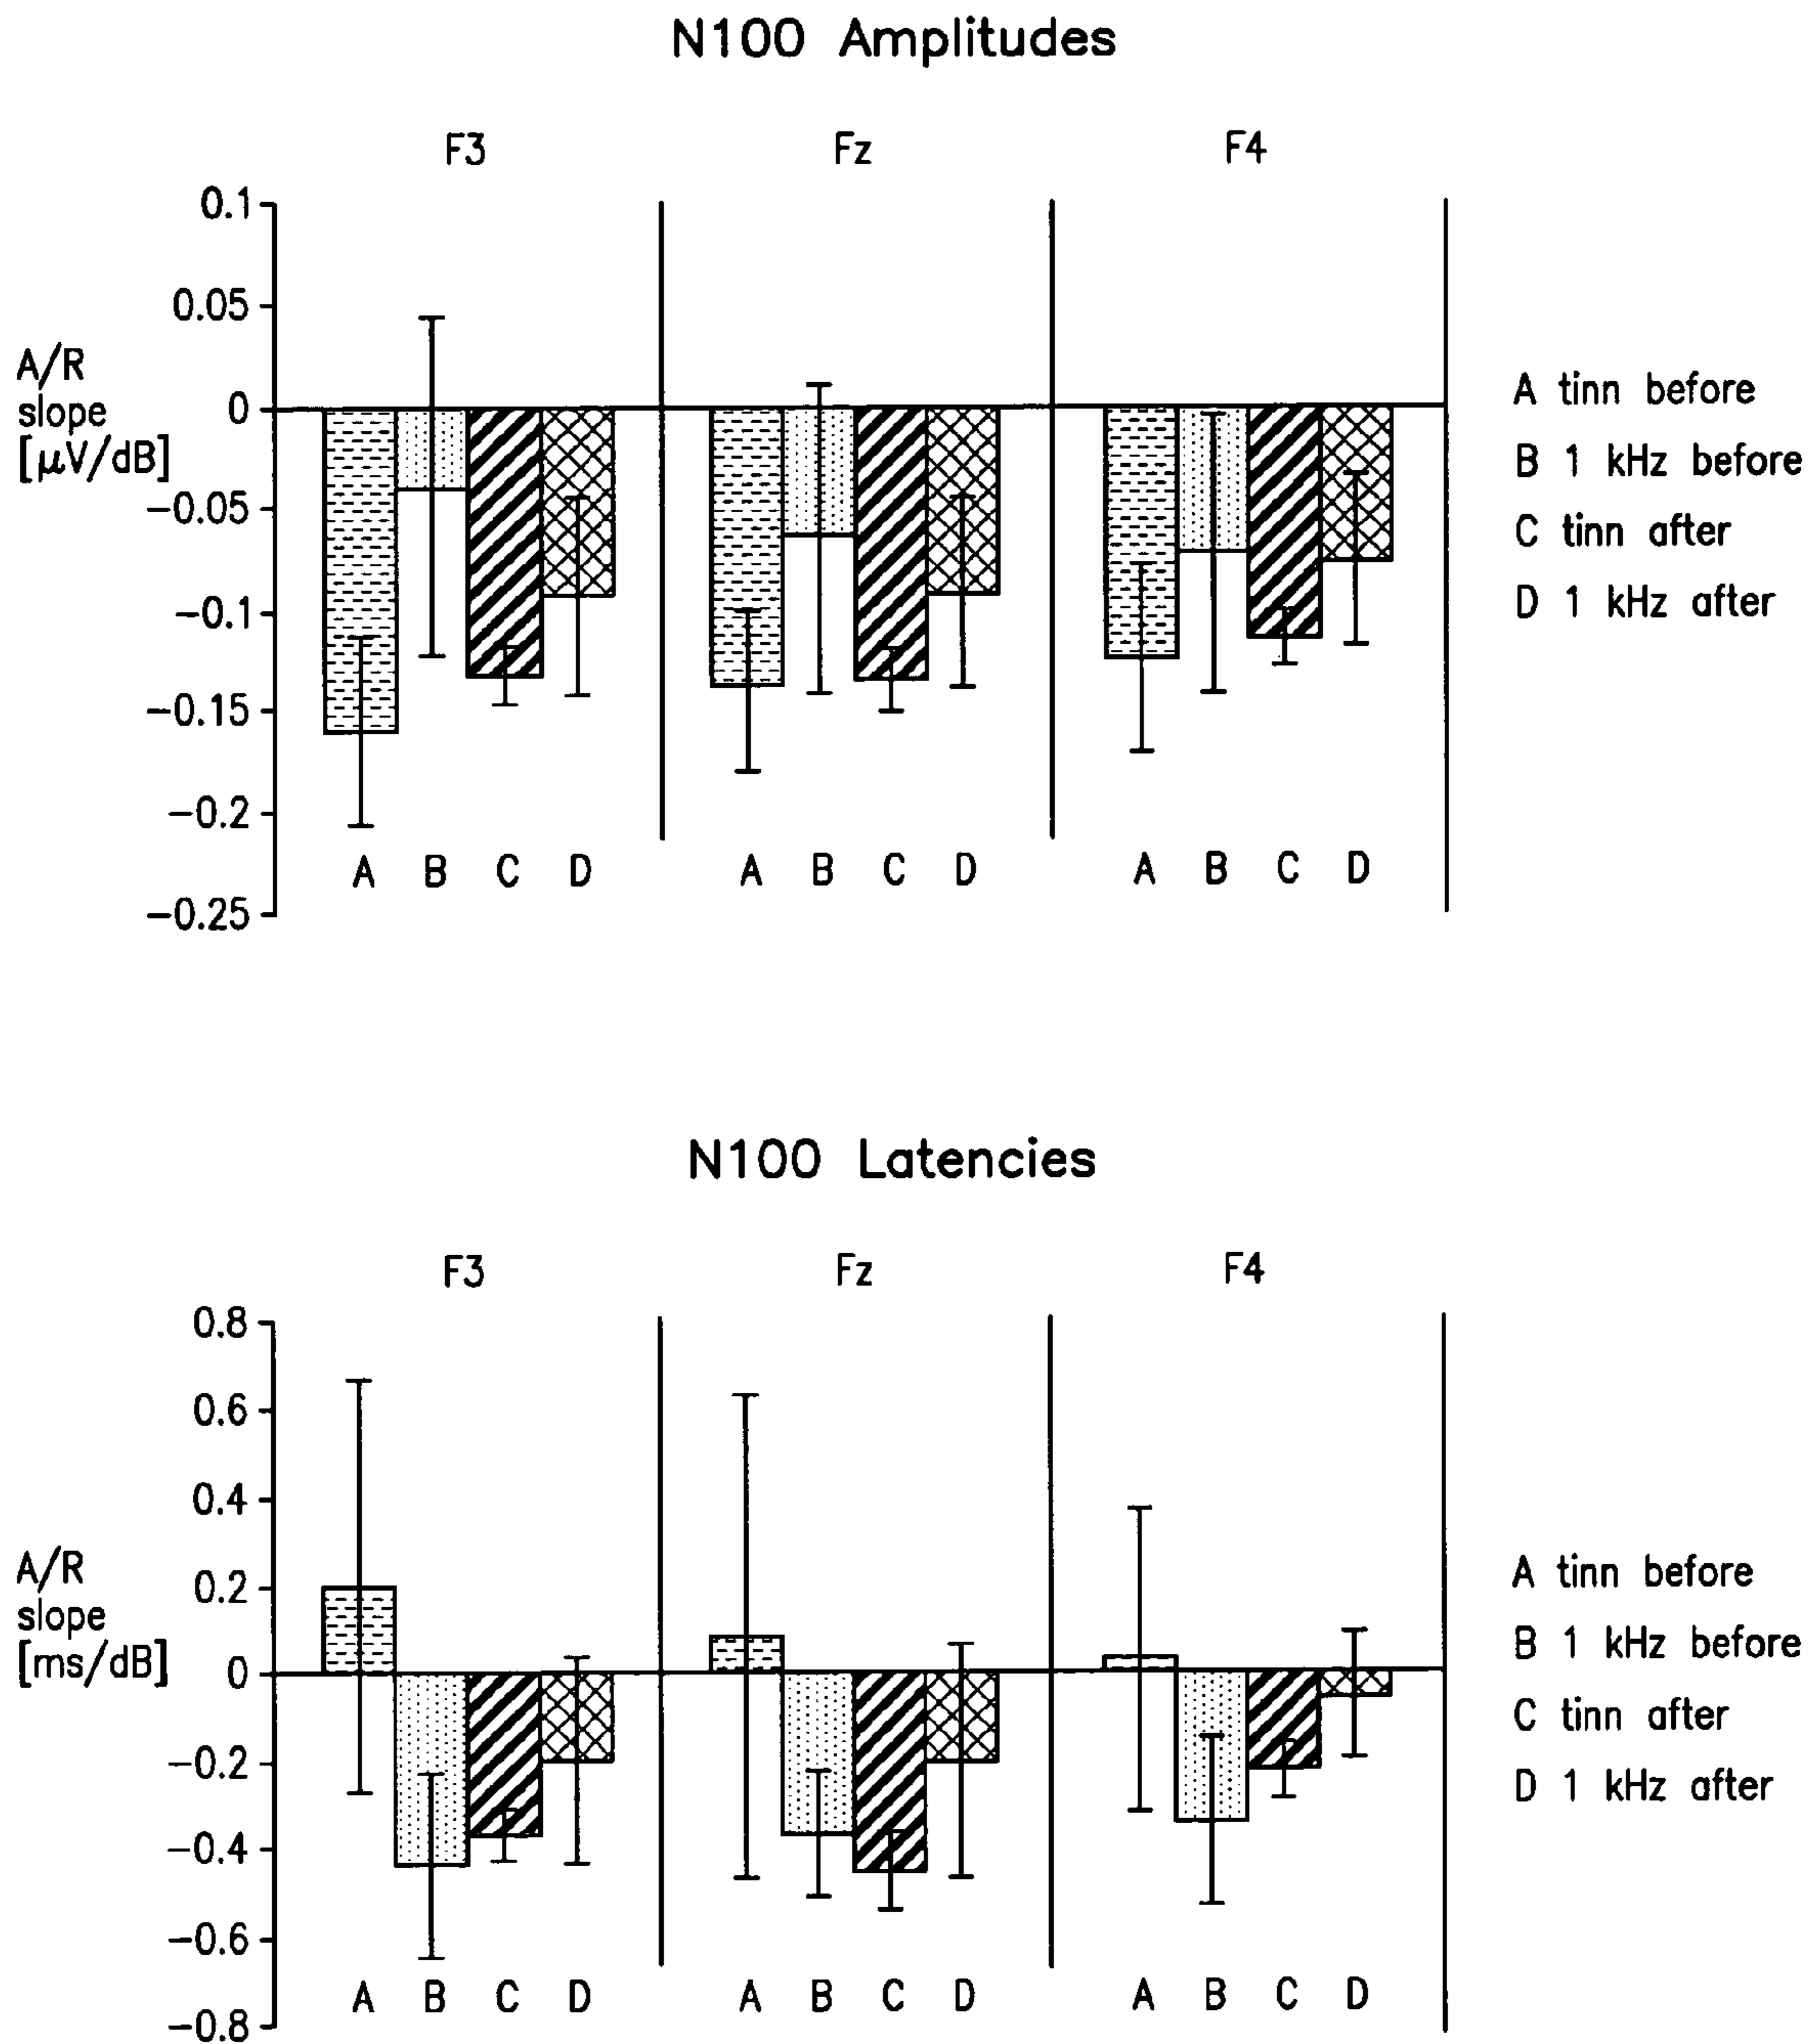 N100 Amplitudes
F3 Fz F4
0.1
0.05
0
−0.05
−0.1
−0.15
−0.2
−0.25
A/R
slope
[μV/dB]
A B C D A B C D A B C D
A tinn before
B 1 kHz before
C tinn after
D 1 kHz after
N100 Latencies
F3 Fz F4
0.8
0.6
0.4
0.2
0
−0.2
−0.4
−0.6
−0.8
A/R
slope
[ms/dB]
A B C D A B C D A B C D
A tinn before
B 1 kHz before
C tinn after
D 1 kHz after